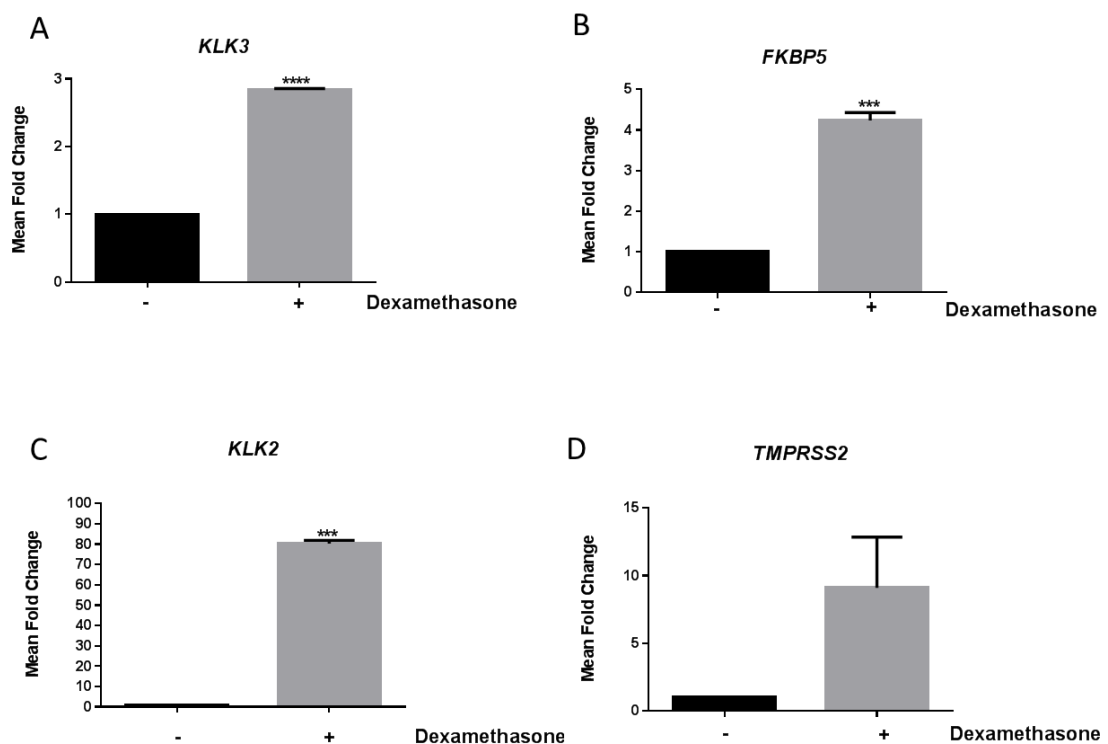 A
KLK3
Mean Fold Change
3
2
1
0
****
-
+
Dexamethasone
B
FKBP5
Mean Fold Change
5
4
3
2
1
0
***
-
+
Dexamethasone
C
KLK2
Mean Fold Change
100
90
80
70
60
50
40
30
20
10
0
***
-
+
Dexamethasone
D
TMPRSS2
Mean Fold Change
15
10
5
0
-
+
Dexamethasone